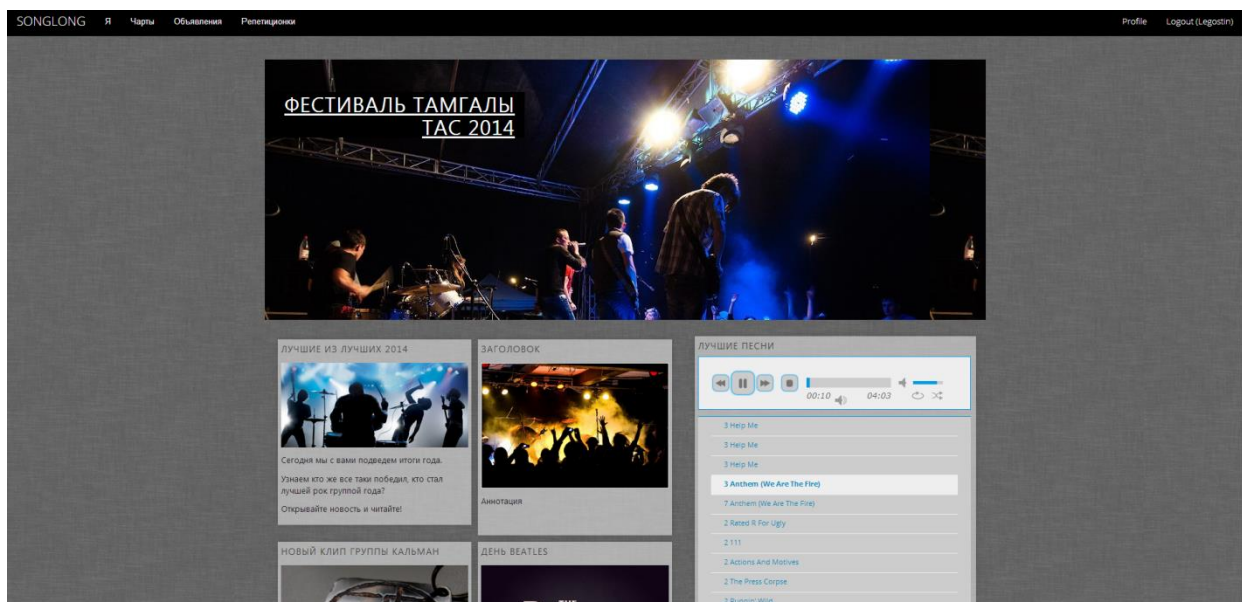 SONGLONG Я Чарты Объявления Репетиционки Profile Logout (Legostin)
ФЕСТИВАЛЬ ТАМГАЛЫ
ТАС 2014
ЛУЧШИЕ ИЗ ЛУЧШИХ 2014
Сегодня мы с вами подведем итоги года.
Узнаем кто же все таки победил, кто стал
лучшей рок группой года?
Открывайте новость и читайте!
ЗАГОЛОВОК
Аннотация
НОВЫЙ КЛИП ГРУППЫ КАЛЬМАН
ДЕНЬ BEATLES
THE
ЛУЧШИЕ ПЕСНИ
00:10 04:03
3 Help Me
3 Help Me
3 Help Me
3 Anthem (We Are The Fire)
7 Anthem (We Are The Fire)
2 Rated R For Ugly
2 111
2 Actions And Motives
2 The Press Corpse
2 Runnin' Wild